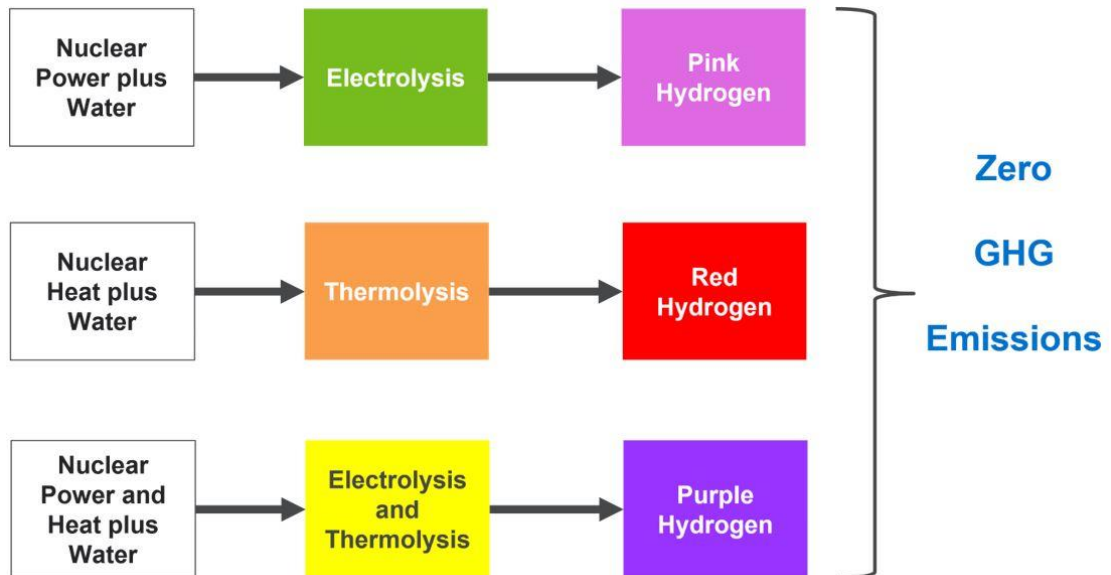 Nuclear
Power plus
Water
Electrolysis
Pink
Hydrogen
Nuclear
Heat plus
Water
Thermolysis
Red
Hydrogen
Nuclear
Power and
Heat plus
Water
Electrolysis
and
Thermolysis
Purple
Hydrogen
Zero
GHG
Emissions